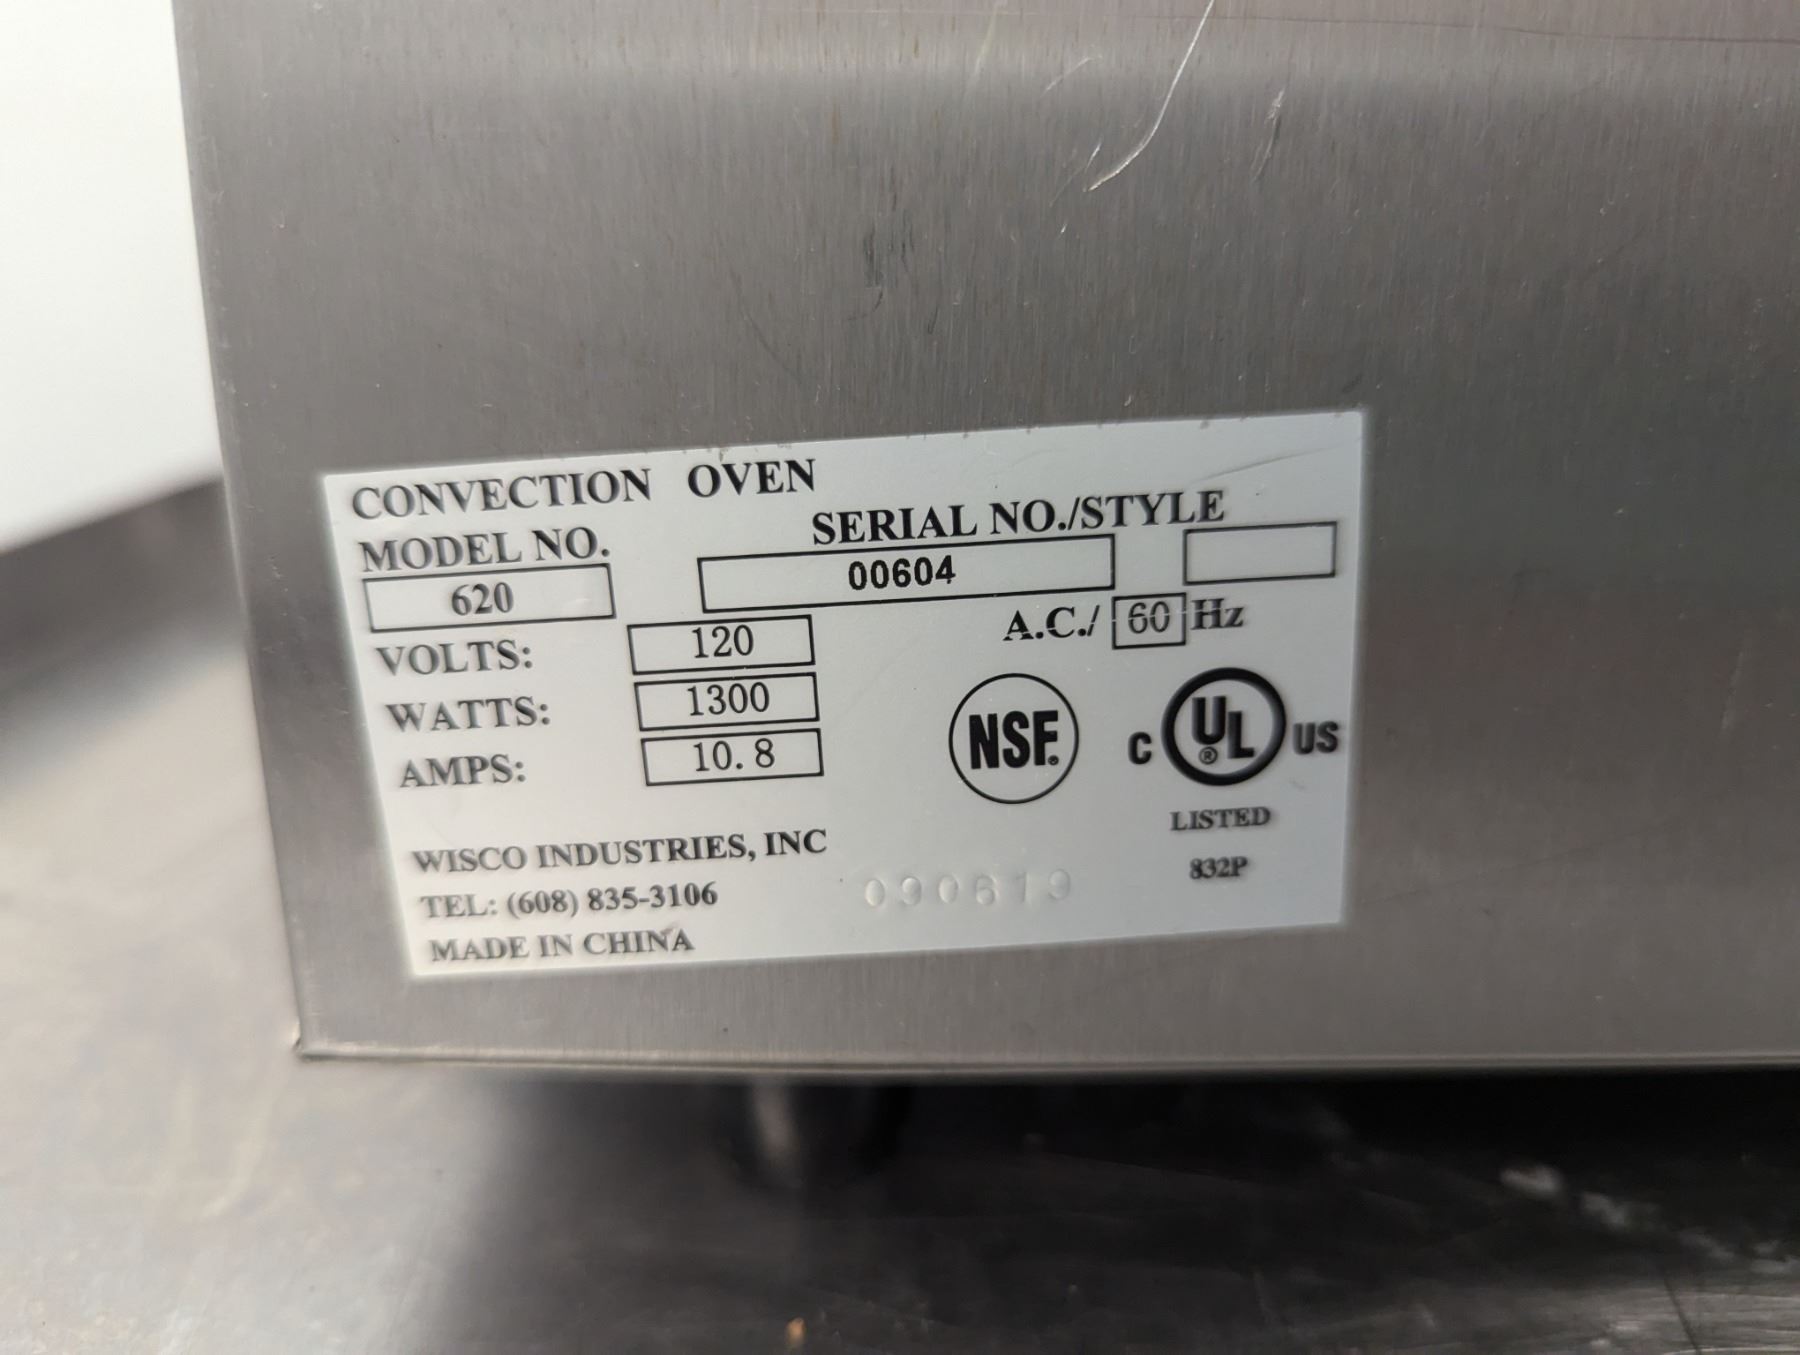 CONVECTION OVEN
MODEL NO. SERIAL NO./STYLE
620 00604
A.C./ 60 Hz
VOLTS: 120
WATTS: 1300
AMPS: 10.8
NSF®
C UL® US
LISTED
832P
WISCO INDUSTRIES, INC
TEL: (608) 835-3106
MADE IN CHINA
090619